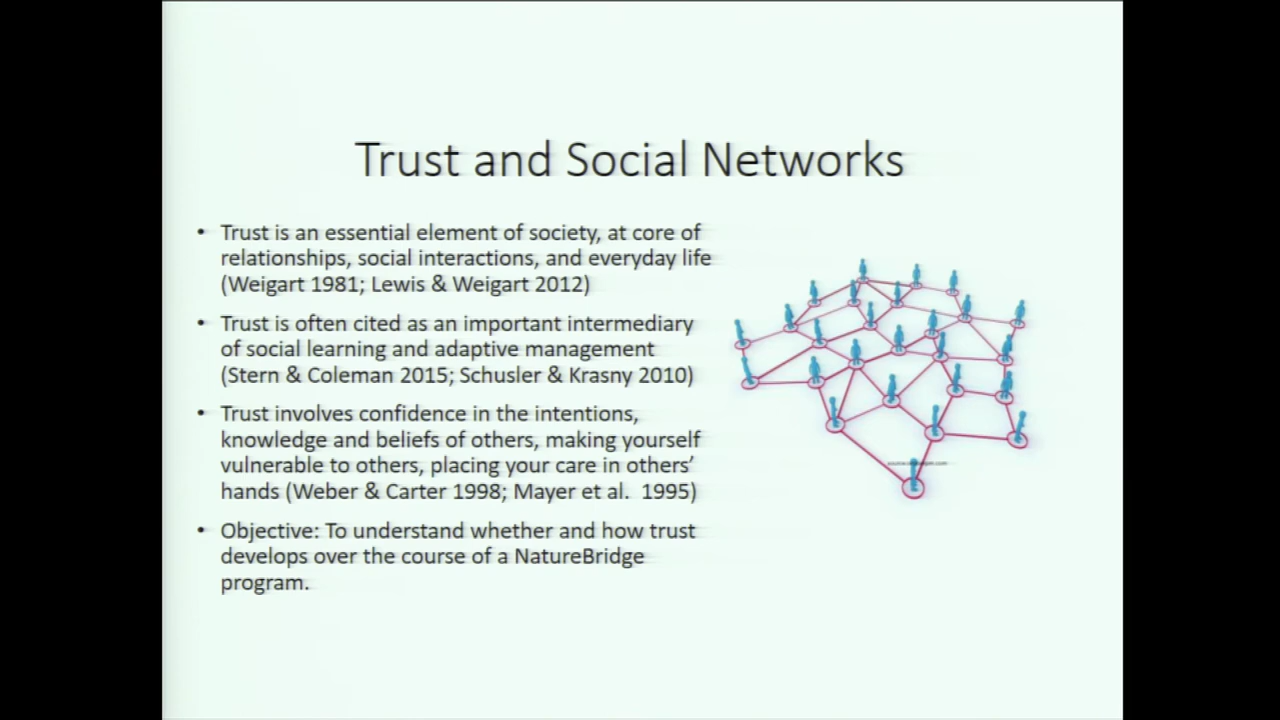 Trust and Social Networks
• Trust is an essential element of society, at core of
relationships, social interactions, and everyday life
(Weigart 1981; Lewis & Weigart 2012)
• Trust is often cited as an important intermediary
of social learning and adaptive management
(Stern & Coleman 2015; Schusler & Krasny 2010)
• Trust involves confidence in the intentions,
knowledge and beliefs of others, making yourself
vulnerable to others, placing your care in others’
hands (Weber & Carter 1998; Mayer et al. 1995)
• Objective: To understand whether and how trust
develops over the course of a NatureBridge
program.